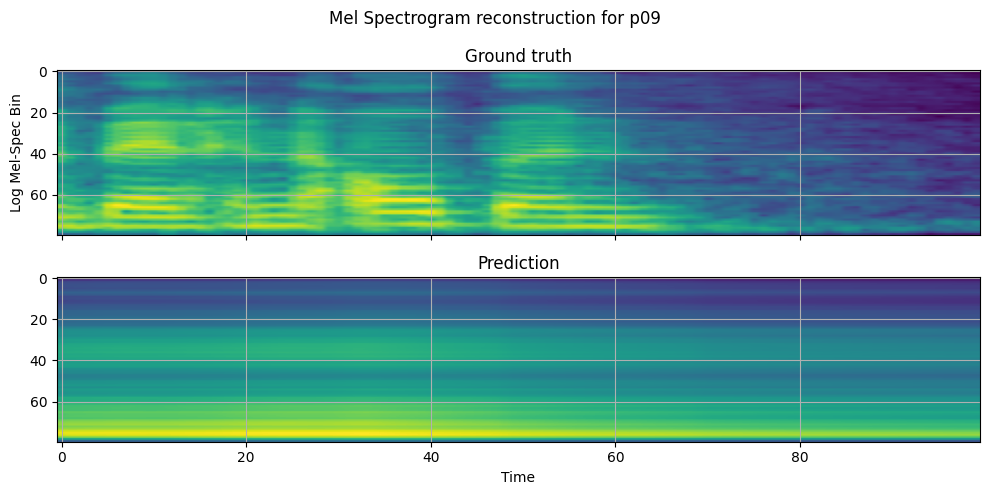 Mel Spectrogram reconstruction for p09
Ground truth
0
20
40
60
Log Mel-Spec Bin
Prediction
0
20
40
60
0 20 40 60 80
Time